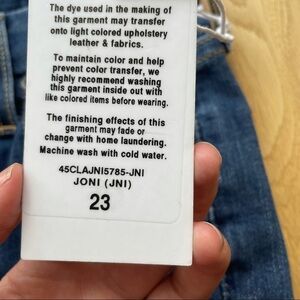 The dye used in the making of
this garment may transfer
onto light colored upholstery
leather & fabrics.
To maintain color and help
prevent color transfer, we
highly recommend washing
this garment inside out with
like colored items before wearing.
The finishing effects of this
garment may fade or
change with home laundering.
Machine wash with cold water.
45CLAJNI5785-JNI
JONI (JNI)
23